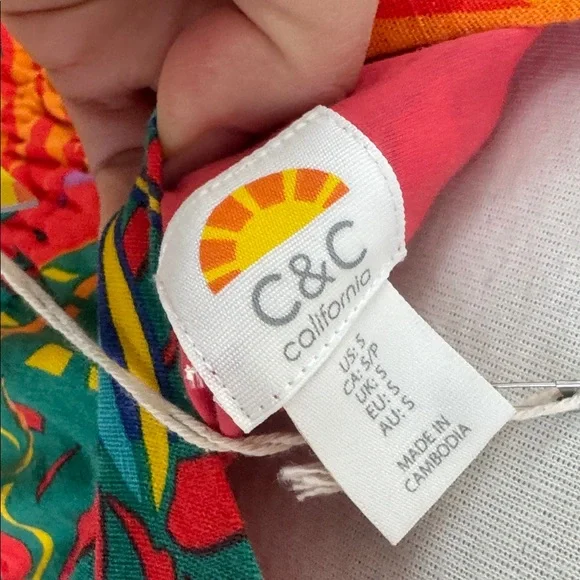 C&C
california
US: S
CA: S/P
UK: S
EU: S
AU: S
MADE IN
CAMBODIA